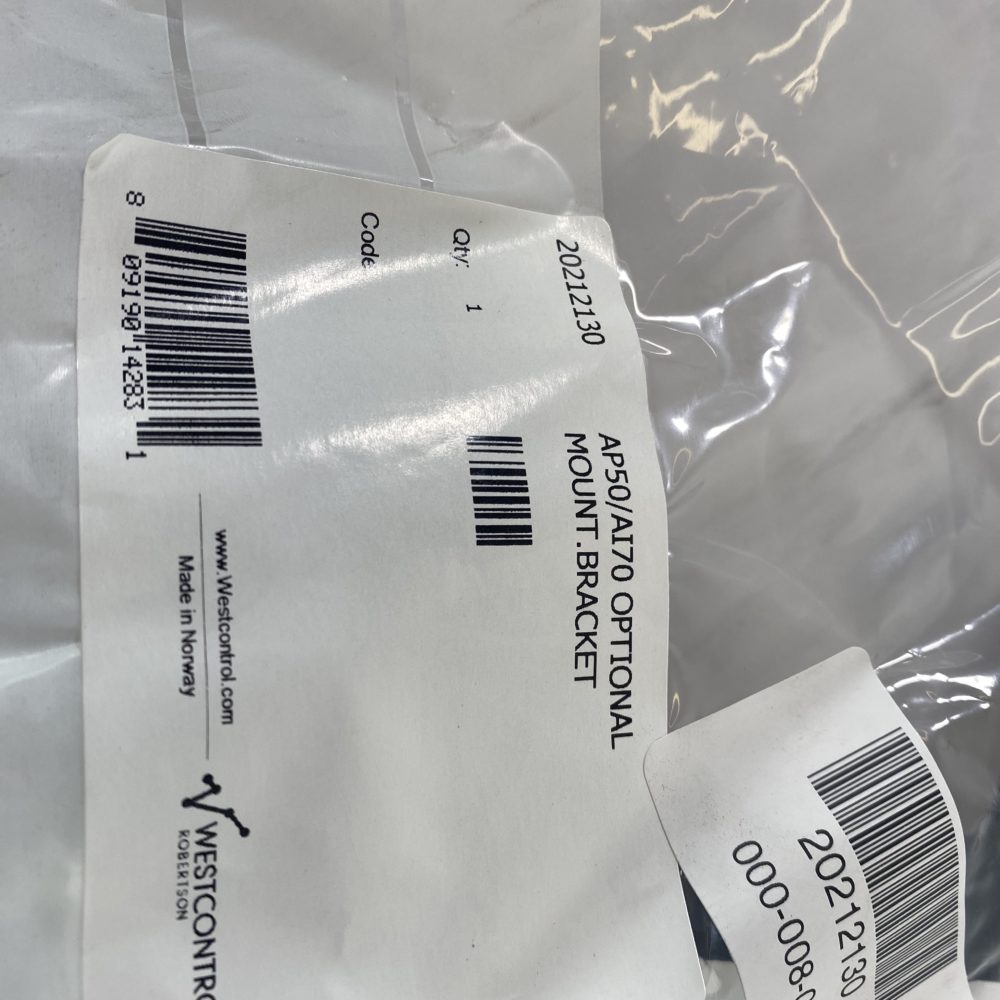 20212130
AP50/AI70 OPTIONAL
MOUNT.BRACKET
Qty: 1
Code
8 09190 14283 1
www.Westcontrol.com
Made in Norway
WESTCONTRO
ROBERTSON
20212130
000-008-0